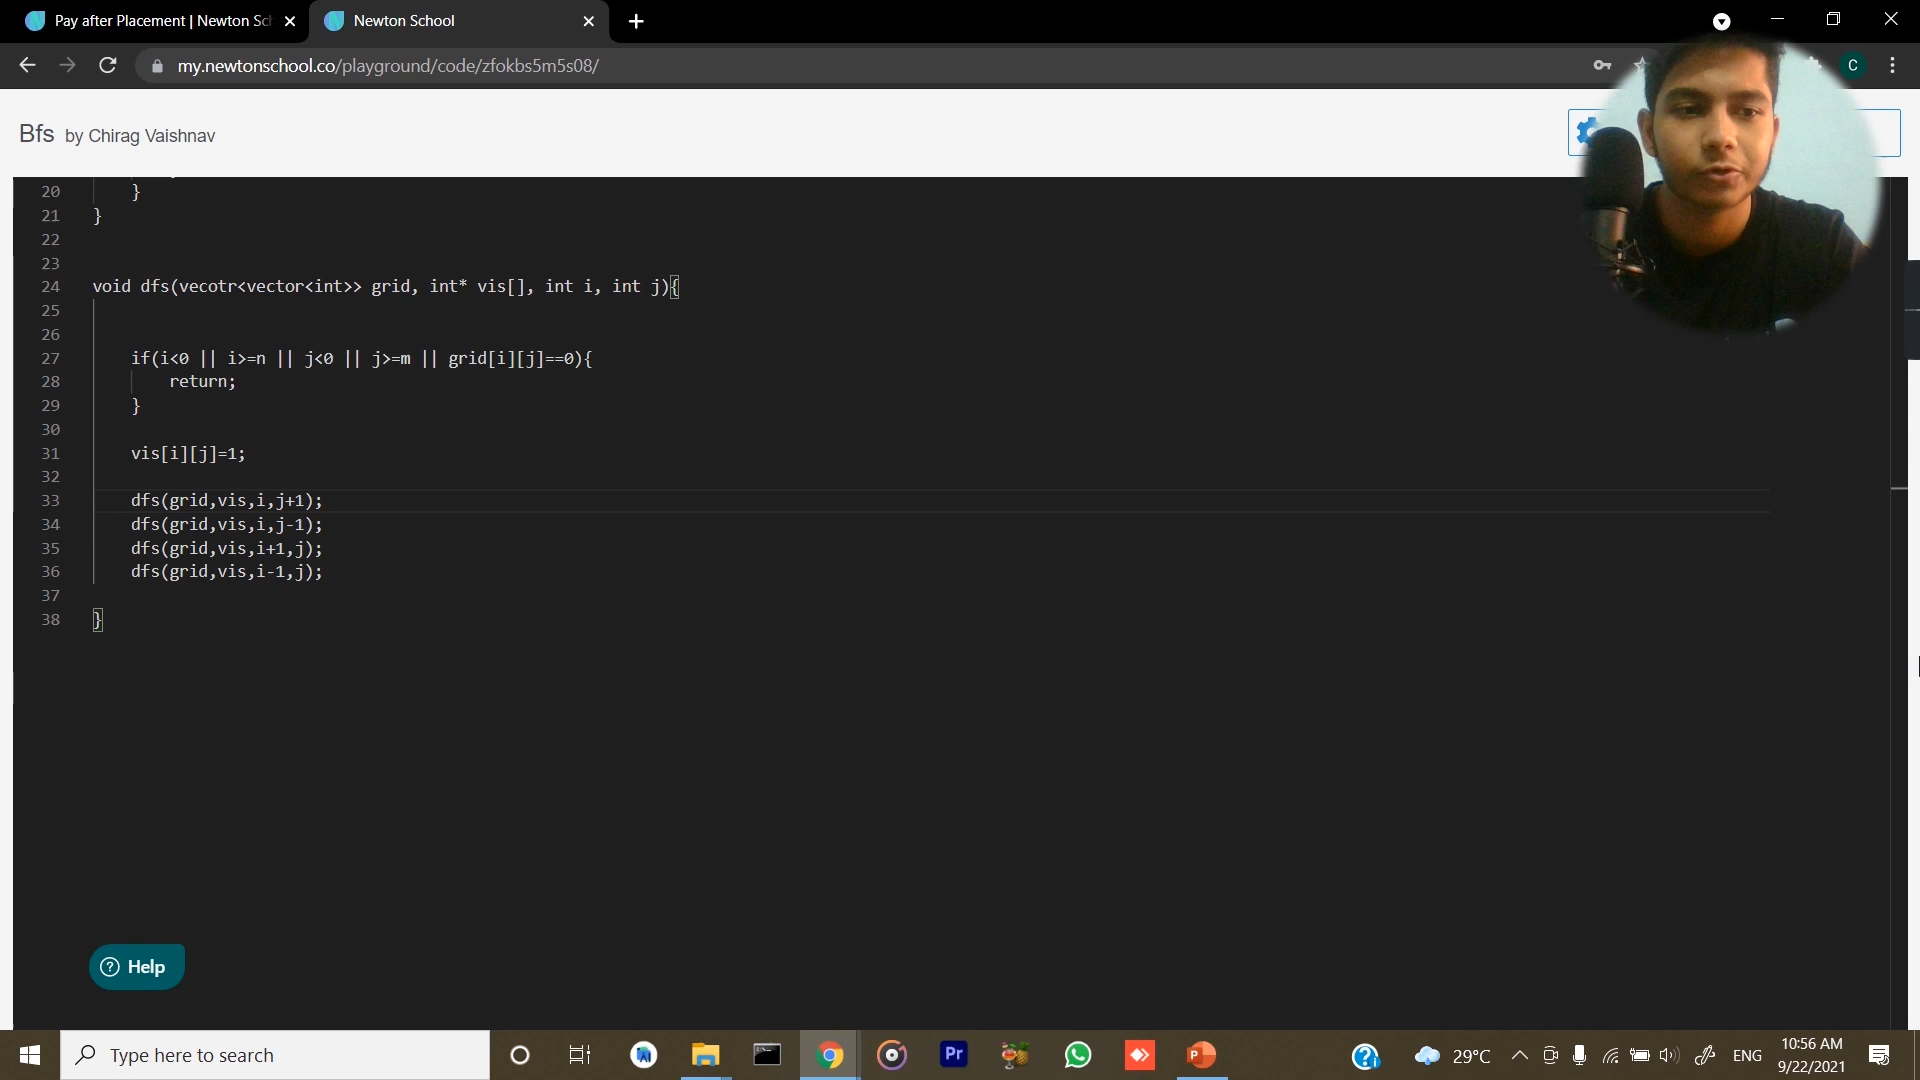 Pay after Placement | Newton Sch
Newton School
my.newtonschool.co/playground/code/zfokbs5m5s08/
C
Bfs by Chirag Vaishnav
20 }
21 }
22
23
24 void dfs(vecotr<vector<int>> grid, int* vis[], int i, int j){
25
26
27 if(i<0 || i>=n || j<0 || j>=m || grid[i][j]==0){
28 return;
29 }
30
31 vis[i][j]=1;
32
33 dfs(grid,vis,i,j+1);
34 dfs(grid,vis,i,j-1);
35 dfs(grid,vis,i+1,j);
36 dfs(grid,vis,i-1,j);
37
38 }
? Help
Type here to search
Pr
P
29°C
ENG
10:56 AM
9/22/2021